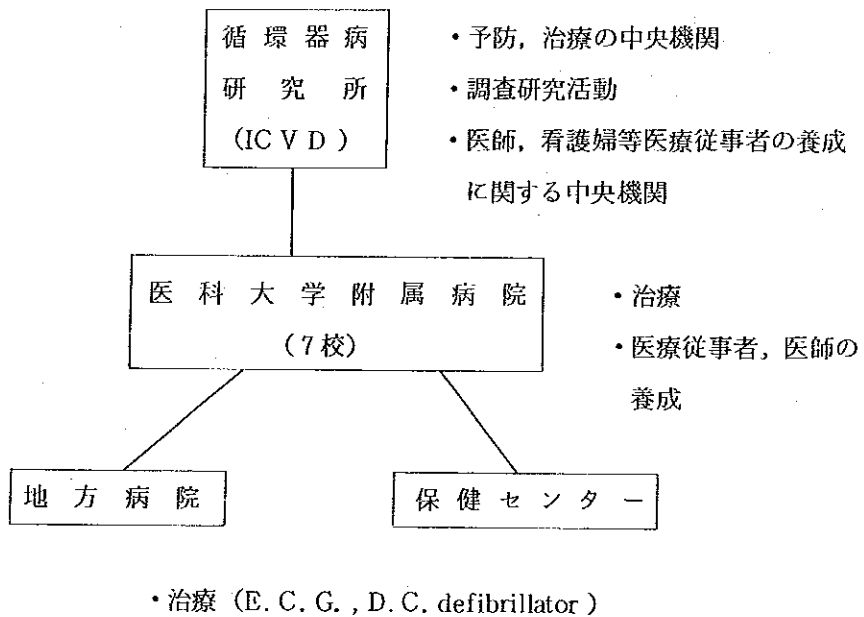 循環器病
研究所
(ICVD)
・予防,治療の中央機関
・調査研究活動
・医師,看護婦等医療従事者の養成
に関する中央機関
医科大学附属病院
(7校)
・治療
・医療従事者,医師の
養成
地方病院
保健センター
・治療 (E.C.G., D.C. defibrillator)